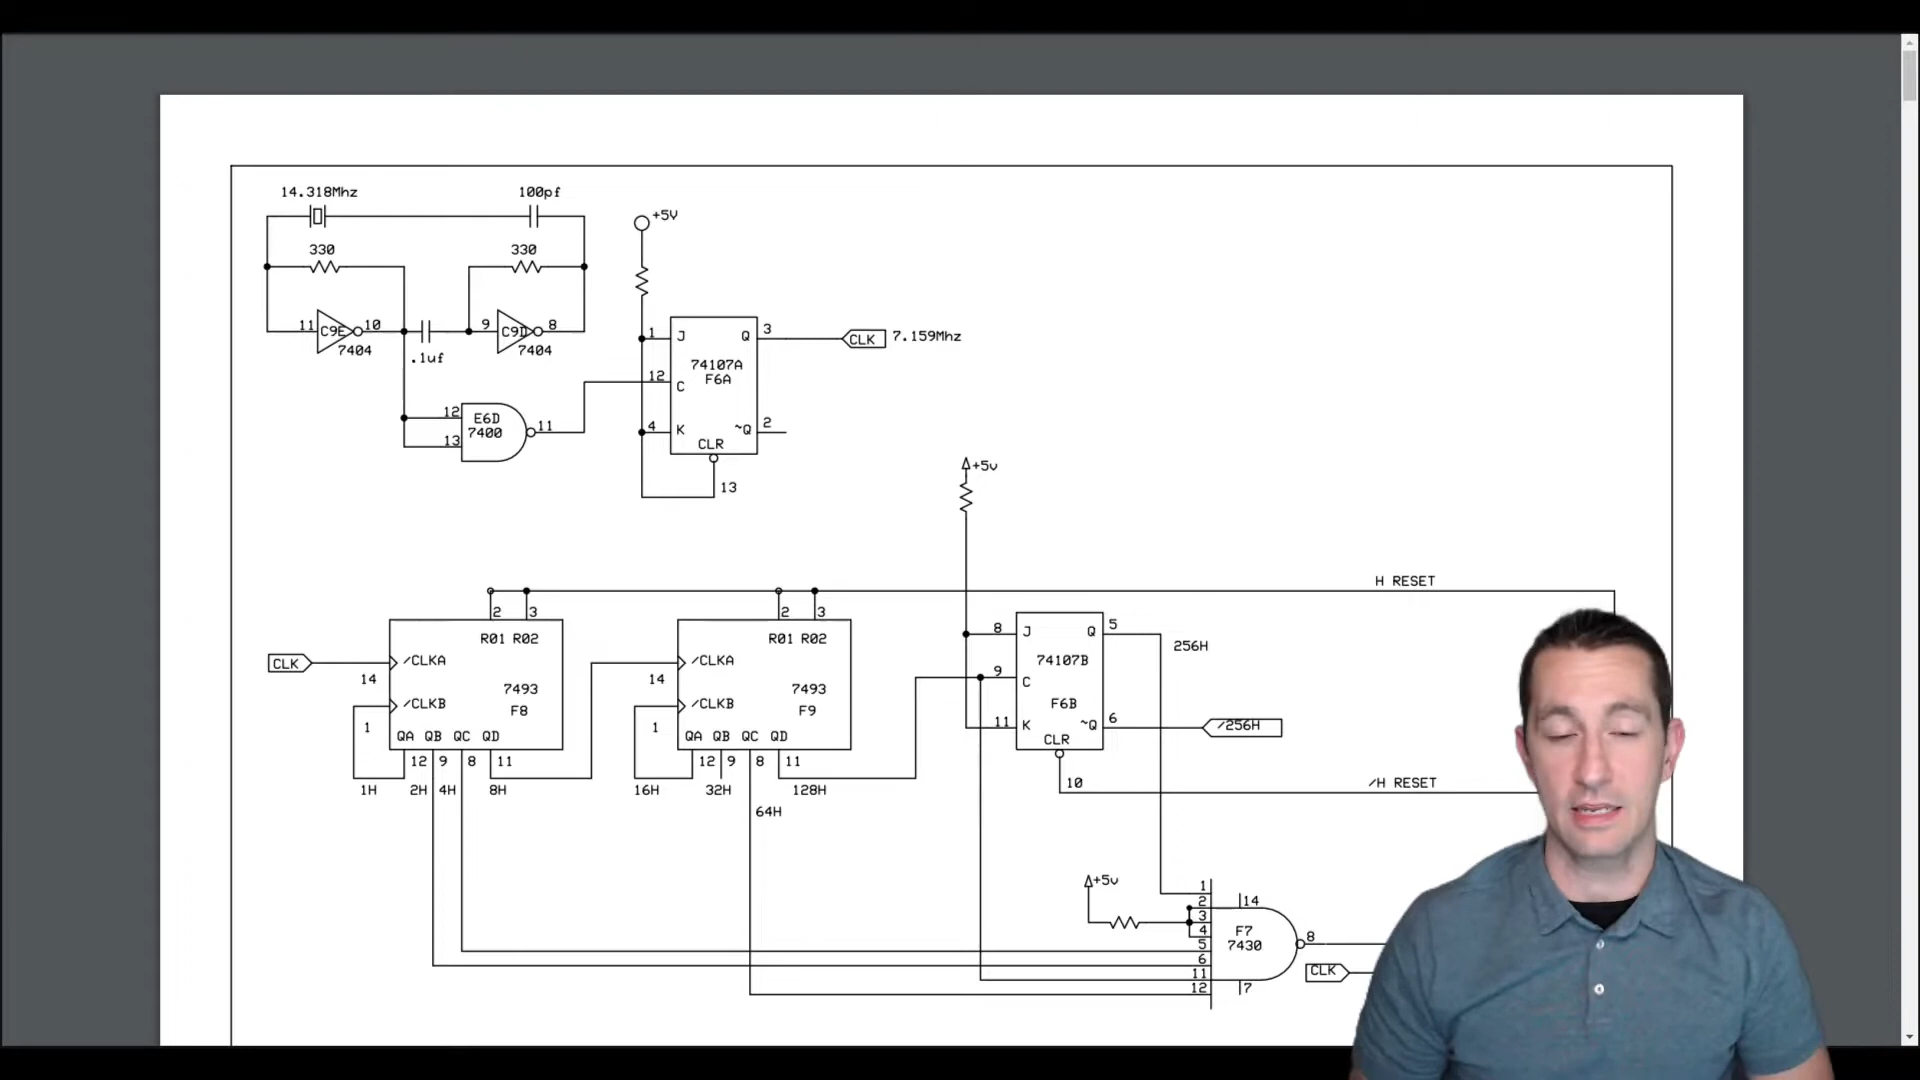 14.318Mhz 100pf
+5V
330 330
11 C9E 10 9 C9D 8
7404 7404
.1uf
1 J Q 3 CLK 7.159Mhz
74107A
F6A
12 C
4 K ~Q 2
CLR
13
12 E6D 11
13 7400
+5v
H RESET
2 3 2 3
R01 R02 R01 R02
CLK /CLKA /CLKA
14 14
7493 7493
/CLKB F8 /CLKB F9
1 1
QA QB QC QD QA QB QC QD
12 9 8 11 12 9 8 11
1H 2H 4H 8H 16H 32H 128H
64H
8 J Q 5
256H
74107B
9 C
F6B
11 K ~Q 6 /256H
CLR
10 /H RESET
+5v
1
2 14
3
4 F7 8
5 7430
6
11 CLK
12 7